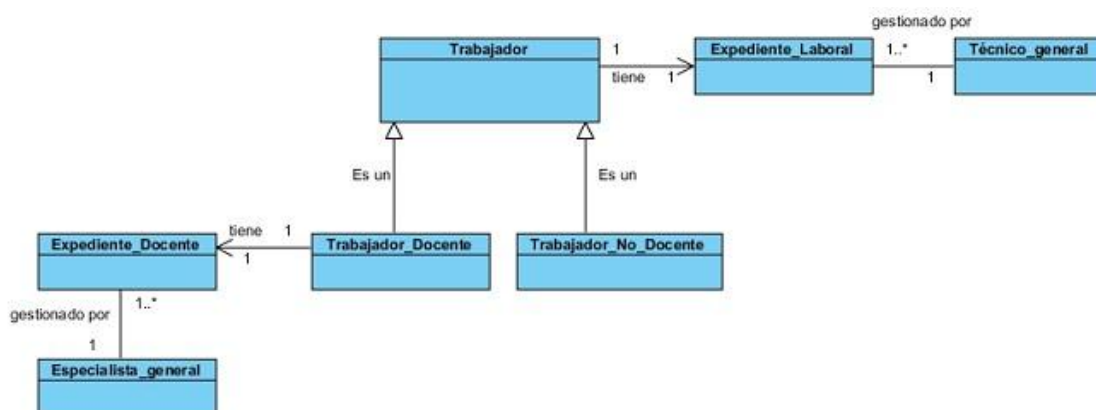 gestionado por
Trabajador
1
Expediente_Laboral
1..*
Técnico_general
tiene
1
1
Es un
Es un
tiene
1
Expediente_Docente
Trabajador_Docente
Trabajador_No_Docente
1
1..*
gestionado por
1
Especialista_general